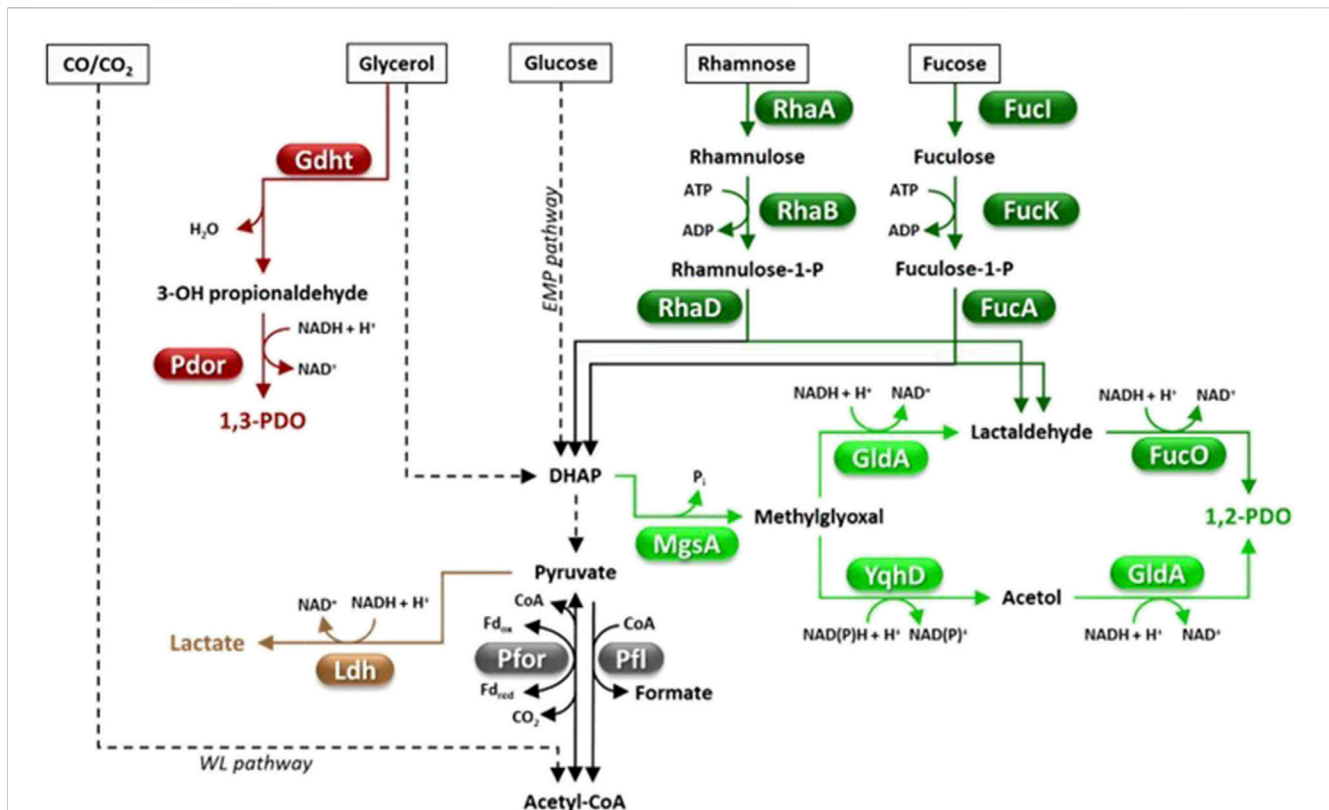 CO/CO₂
Glycerol
Glucose
Rhamnose
Fucose
RhaA
FucI
Gdht
Rhamnulose
Fuculose
ATP
RhaB
ADP
ATP
FucK
ADP
H₂O
EMP pathway
Rhamnulose-1-P
Fuculose-1-P
3-OH propionaldehyde
RhaD
FucA
NADH + H⁺
Pdor
NAD⁺
1,3-PDO
NADH + H⁺
NAD⁺
NADH + H⁺
NAD⁺
Lactaldehyde
GldA
FucO
DHAP
Pᵢ
Methylglyoxal
1,2-PDO
MgsA
Pyruvate
YqhD
GldA
Acetol
CoA
NAD⁺
NADH + H⁺
Fdₒₓ
CoA
NAD(P)H + H⁺
NAD(P)⁺
NADH + H⁺
NAD⁺
Lactate
Ldh
Pfor
Pfl
Fd_red
Formate
CO₂
WL pathway
Acetyl-CoA